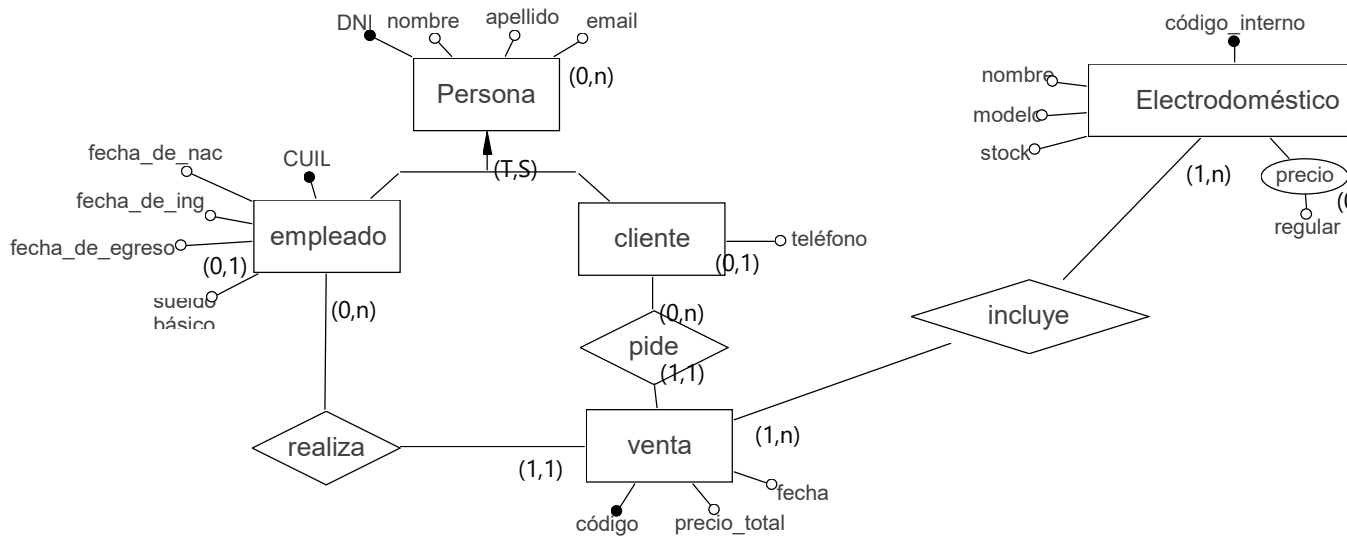 código_interno
DNI
nombre
apellido
email
(0,n)
Persona
nombre
modelo
stock
Electrodoméstico
(1,n)
precio
(0
regular
fecha_de_nac
CUIL
(T,S)
fecha_de_ing
fecha_de_egreso
empleado
(0,1)
sueldo
básico
(0,n)
cliente
teléfono
(0,1)
(0,n)
pide
(1,1)
incluye
realiza
(1,1)
venta
(1,n)
fecha
código
precio_total